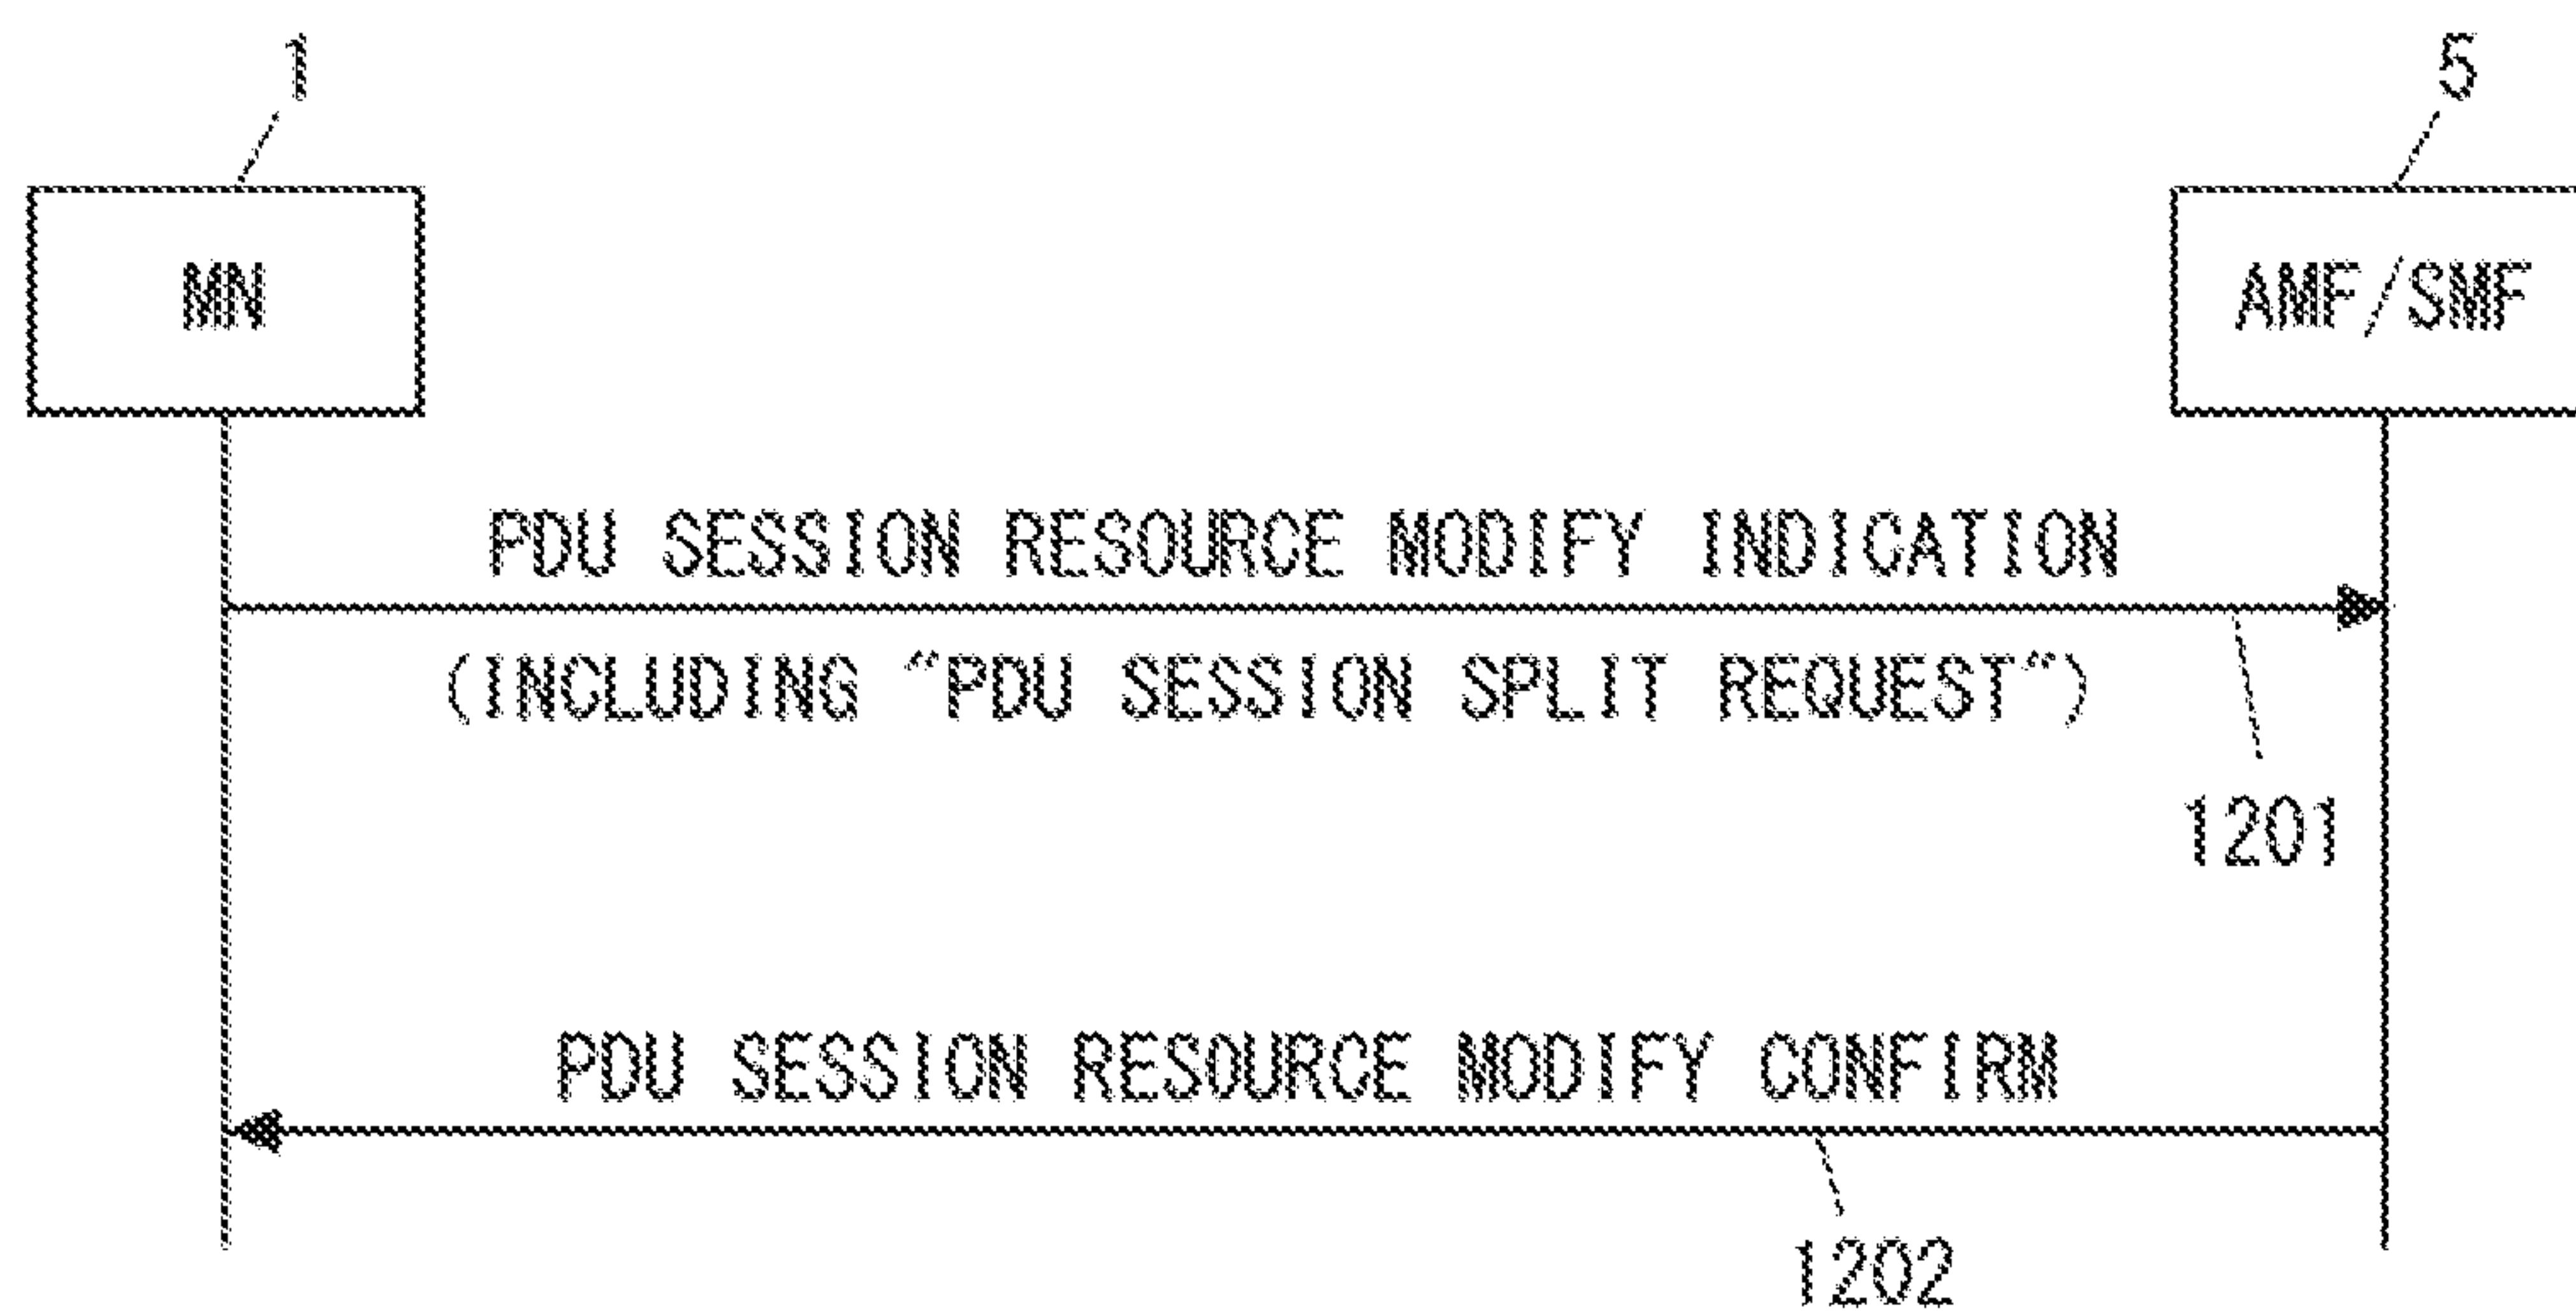 1
5
MN
AMF/SMF
PDU SESSION RESOURCE MODIFY INDICATION
(INCLUDING "PDU SESSION SPLIT REQUEST")
1201
PDU SESSION RESOURCE MODIFY CONFIRM
1202